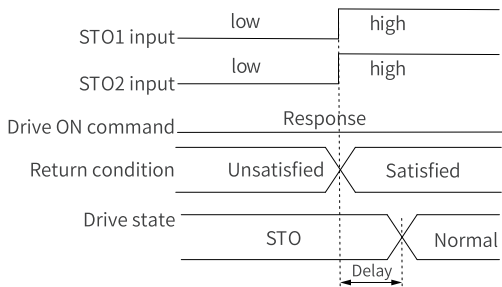 STO1 input low high
STO2 input low high
Drive ON command Response
Return condition Unsatisfied Satisfied
Drive state STO Normal
Delay